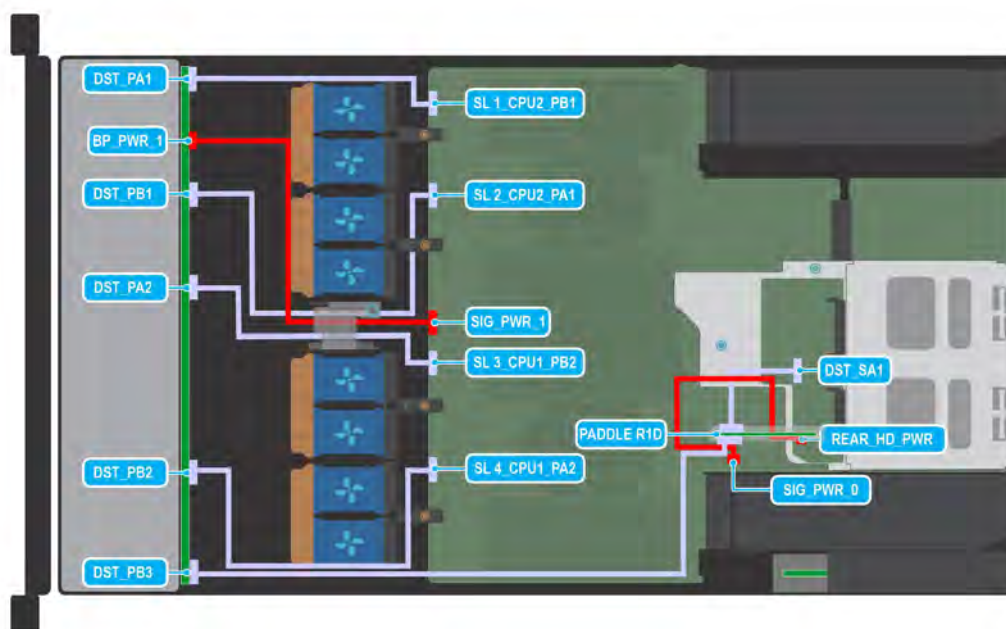 DST_PA1
SL 1_CPU2_PB1
BP_PWR_1
DST_PB1
SL 2_CPU2_PA1
DST_PA2
SIG_PWR_1
SL 3_CPU1_PB2
DST_SA1
PADDLE R1D
REAR_HD_PWR
DST_PB2
SL 4_CPU1_PA2
SIG_PWR_0
DST_PB3